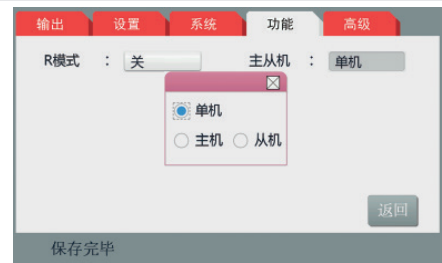 输出 设置 系统 功能 高级
R模式 : 关 主从机 : 单机
单机
主机 从机
返回
保存完毕